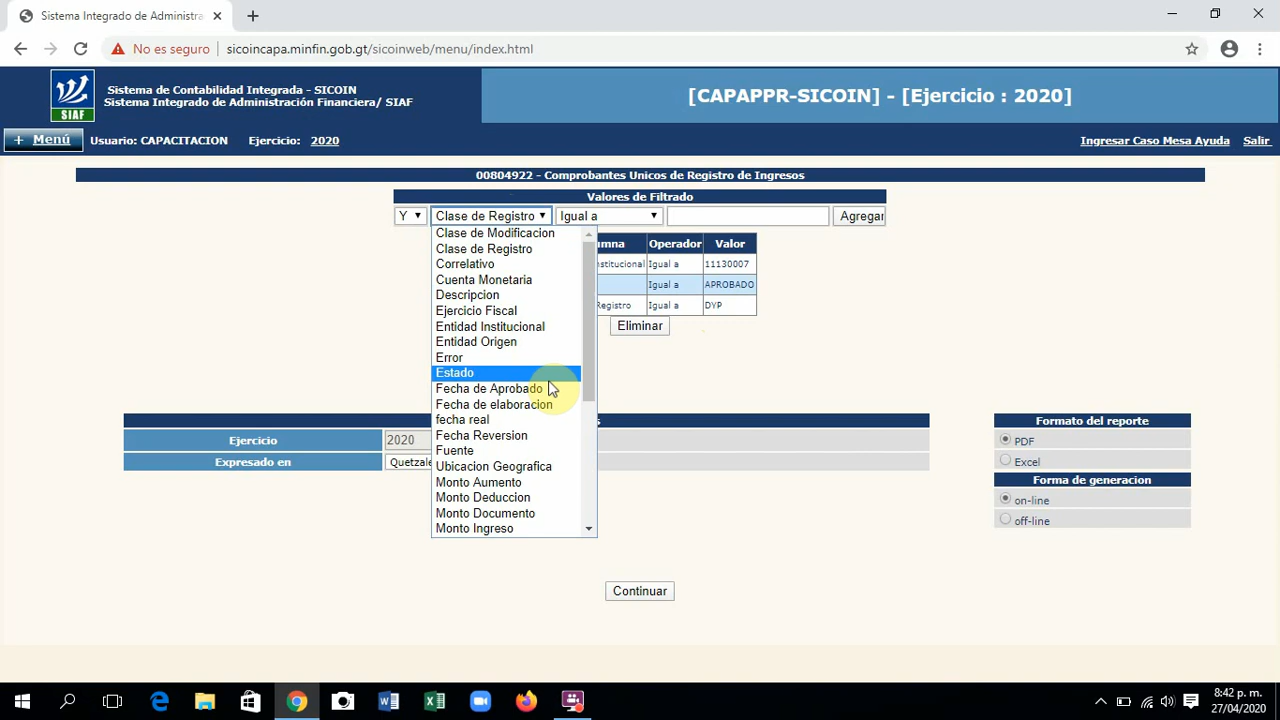 Sistema Integrado de Administra
No es seguro
sicoincapa.minfin.gob.gt/sicoinweb/menu/index.html
Sistema de Contabilidad Integrada - SICOIN
Sistema Integrado de Administración Financiera/ SIAF
SIAF
[CAPAPPR-SICOIN] - [Ejercicio : 2020]
+ Menú
Usuario: CAPACITACION
Ejercicio: 2020
Ingresar Caso Mesa Ayuda
Salir
00804922 - Comprobantes Unicos de Registro de Ingresos
Valores de Filtrado
Y
Clase de Registro
Igual a
Agregar
Clase de Modificacion
Clase de Registro
Correlativo
Cuenta Monetaria
Descripcion
Ejercicio Fiscal
Entidad Institucional
Entidad Origen
Error
Estado
Fecha de Aprobado
Fecha de elaboracion
fecha real
Fecha Reversion
Fuente
Ubicacion Geografica
Monto Aumento
Monto Deduccion
Monto Documento
Monto Ingreso
umna Operador Valor
nstitucional Igual a 11130007
Igual a APROBADO
Registro Igual a DYP
Eliminar
s
Ejercicio 2020
Expresado en Quetzale
Formato del reporte
PDF
Excel
Forma de generacion
on-line
off-line
Continuar
8:42 p. m.
27/04/2020